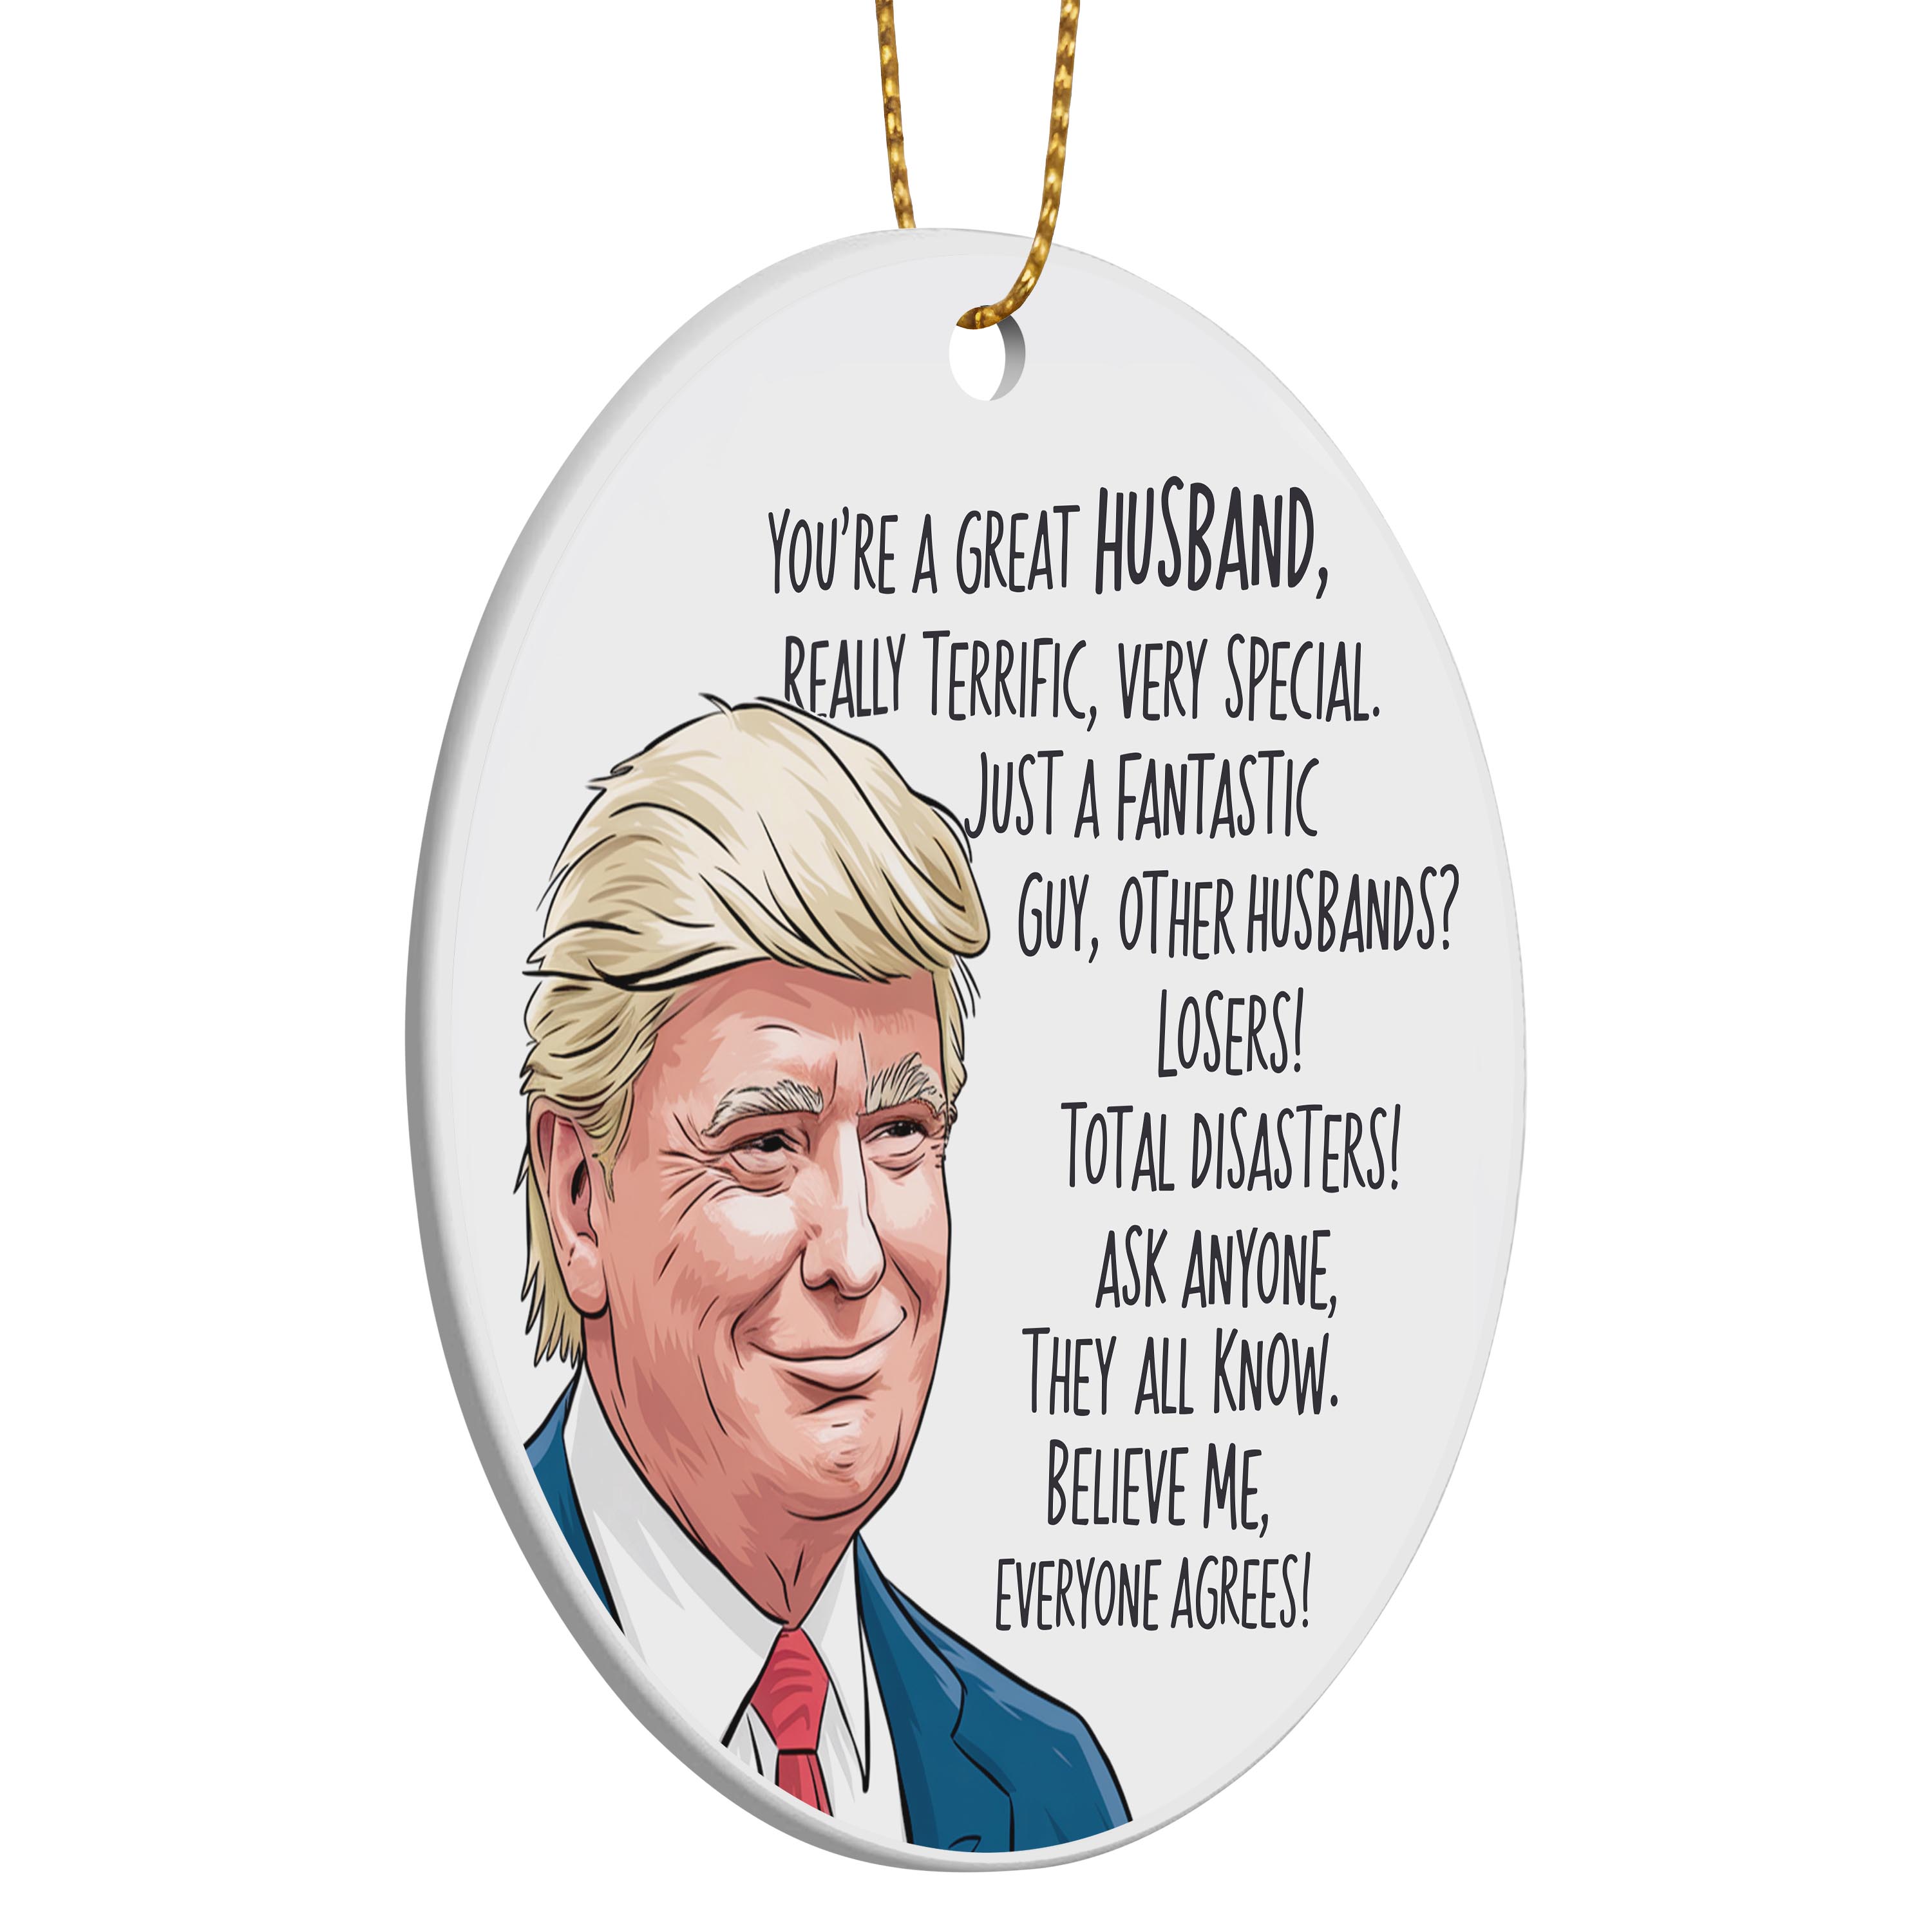 YOU'RE A GREAT HUSBAND,
REALLY TERRIFIC, VERY SPECIAL.
JUST A FANTASTIC
GUY, OTHER HUSBANDS?
LOSERS!
TOTAL DISASTERS!
ASK ANYONE,
THEY ALL KNOW.
BELIEVE ME,
EVERYONE AGREES!